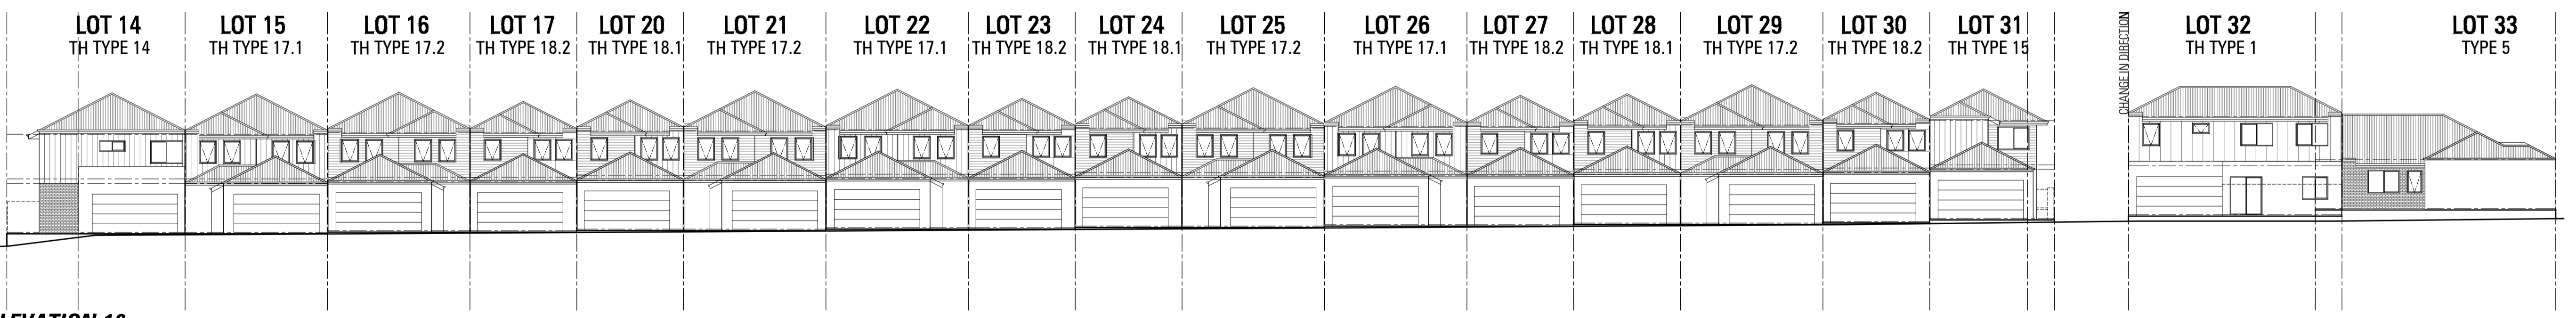 LOT 14
TH TYPE 14
LOT 15
TH TYPE 17.1
LOT 16
TH TYPE 17.2
LOT 17
TH TYPE 18.2
LOT 20
TH TYPE 18.1
LOT 21
TH TYPE 17.2
LOT 22
TH TYPE 17.1
LOT 23
TH TYPE 18.2
LOT 24
TH TYPE 18.1
LOT 25
TH TYPE 17.2
LOT 26
TH TYPE 17.1
LOT 27
TH TYPE 18.2
LOT 28
TH TYPE 18.1
LOT 29
TH TYPE 17.2
LOT 30
TH TYPE 18.2
LOT 31
TH TYPE 15
CHANGE IN DIRECTION
LOT 32
TH TYPE 1
LOT 33
TYPE 5